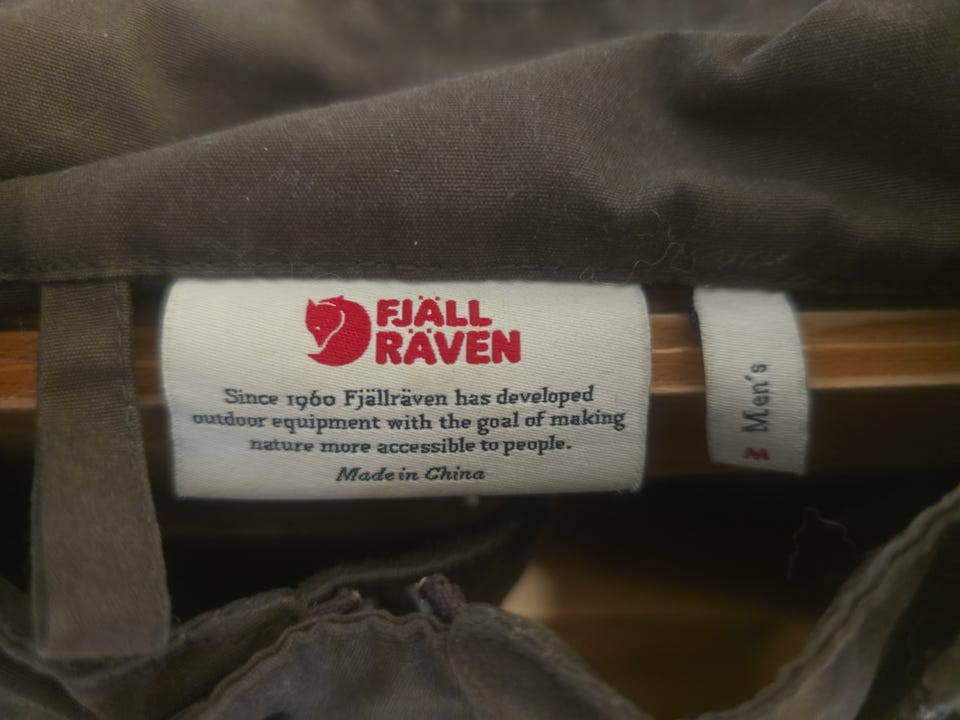 FJÄLL
RÄVEN
Since 1960 Fjällräven has developed
outdoor equipment with the goal of making
nature more accessible to people.
Made in China
M Men's